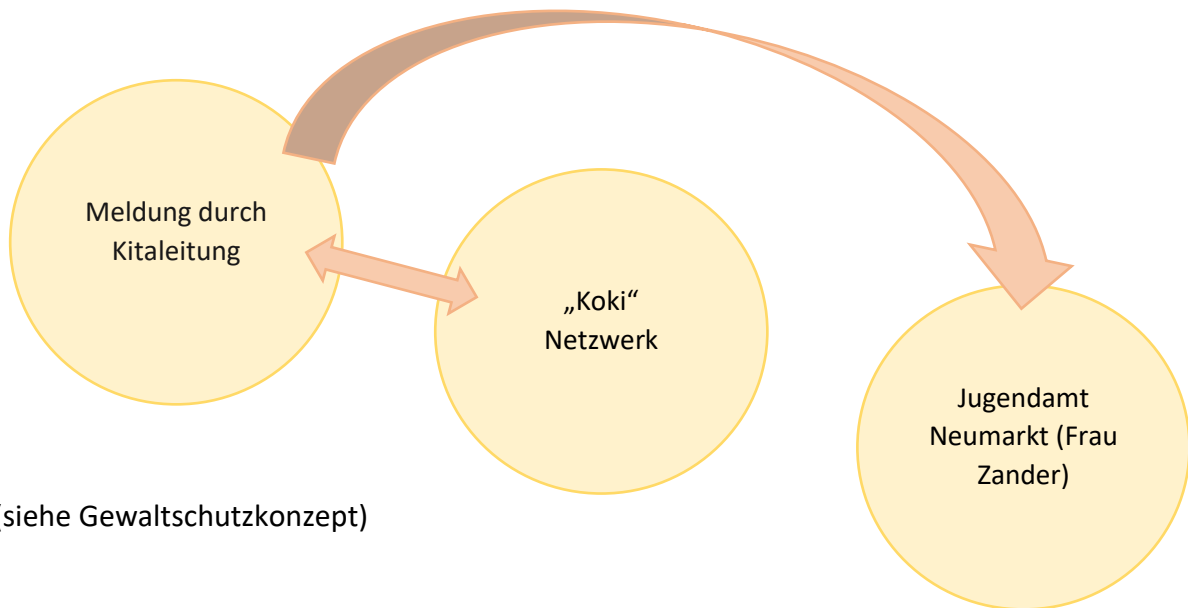 Meldung durch
Kitaleitung
„Koki“
Netzwerk
Jugendamt
Neumarkt (Frau
Zander)
(siehe Gewaltschutzkonzept)